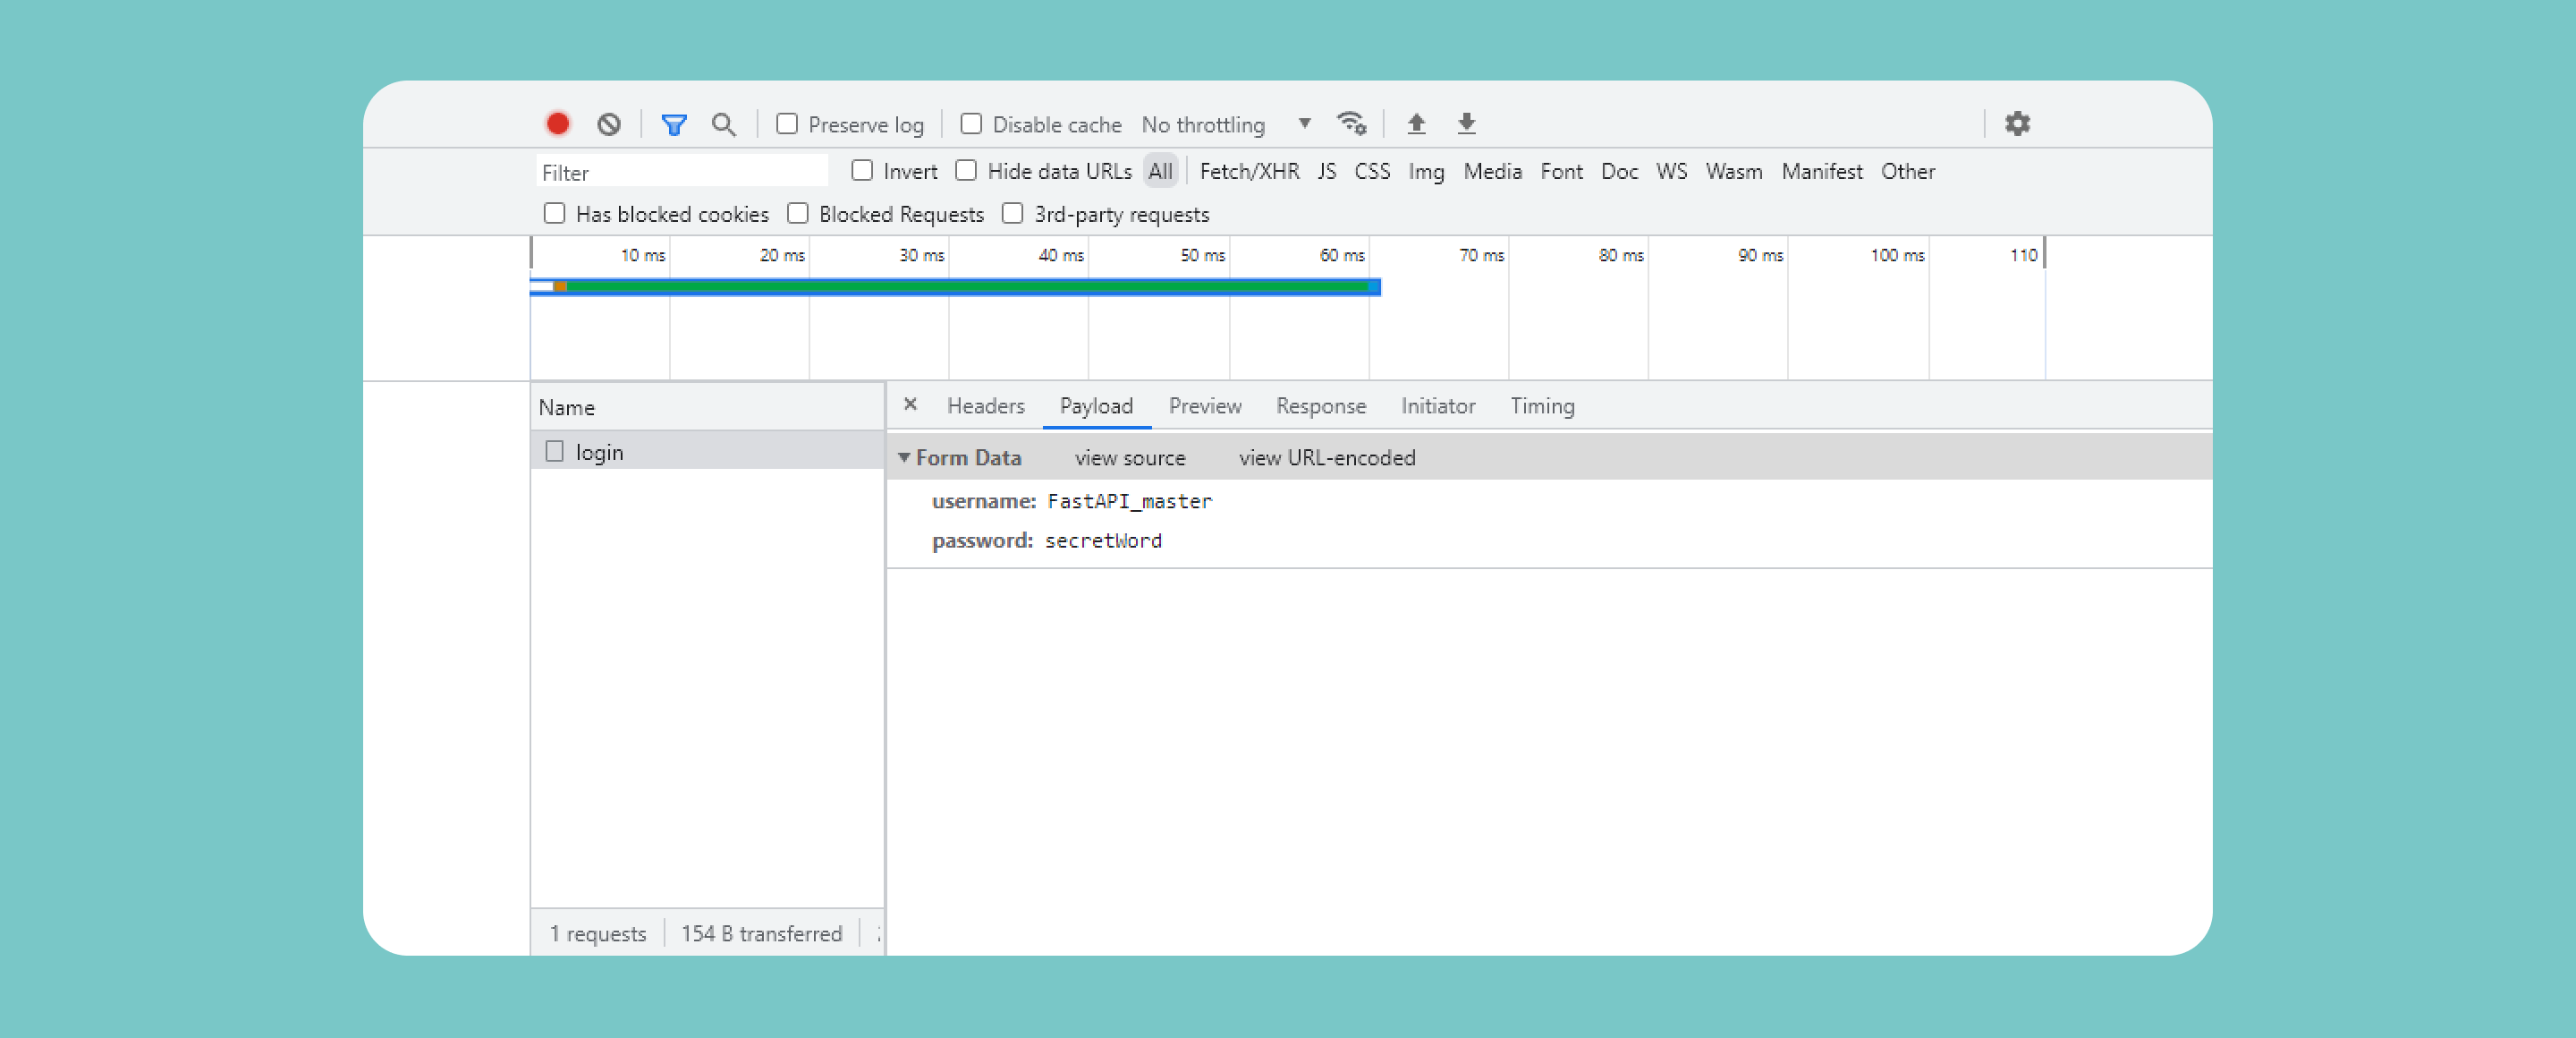 Preserve log Disable cache No throttling
Filter Invert Hide data URLs All Fetch/XHR JS CSS Img Media Font Doc WS Wasm Manifest Other
Has blocked cookies Blocked Requests 3rd-party requests
10 ms 20 ms 30 ms 40 ms 50 ms 60 ms 70 ms 80 ms 90 ms 100 ms 110
Name
login
× Headers Payload Preview Response Initiator Timing
Form Data view source view URL-encoded
username: FastAPI_master
password: secretWord
1 requests 154 B transferred